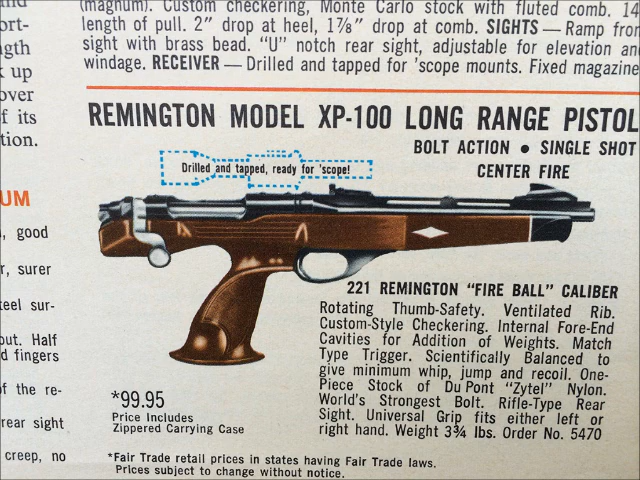 (magnum). Custom checkering, Monte Carlo stock with fluted comb. 14
length of pull. 2" drop at heel, 1⅞" drop at comb. SIGHTS — Ramp fron
sight with brass bead. "U" notch rear sight, adjustable for elevation an
windage. RECEIVER — Drilled and tapped for 'scope mounts. Fixed magazine
up
over
f its
tion.
REMINGTON MODEL XP-100 LONG RANGE PISTOL
BOLT ACTION ● SINGLE SHOT
CENTER FIRE
Drilled and tapped, ready for 'scope!
UM
, good
r, surer
teel sur-
out. Half
d fingers
of the re-
rear sight
creep, no
221 REMINGTON "FIRE BALL" CALIBER
Rotating Thumb-Safety. Ventilated Rib.
Custom-Style Checkering. Internal Fore-End
Cavities for Addition of Weights. Match
Type Trigger. Scientifically Balanced to
give minimum whip, jump and recoil. One-
Piece Stock of Du Pont "Zytel" Nylon.
World's Strongest Bolt. Rifle-Type Rear
Sight. Universal Grip fits either left or
right hand. Weight 3¾ lbs. Order No. 5470
*99.95
Price Includes
Zippered Carrying Case
*Fair Trade retail prices in states having Fair Trade laws.
Prices subject to change without notice.